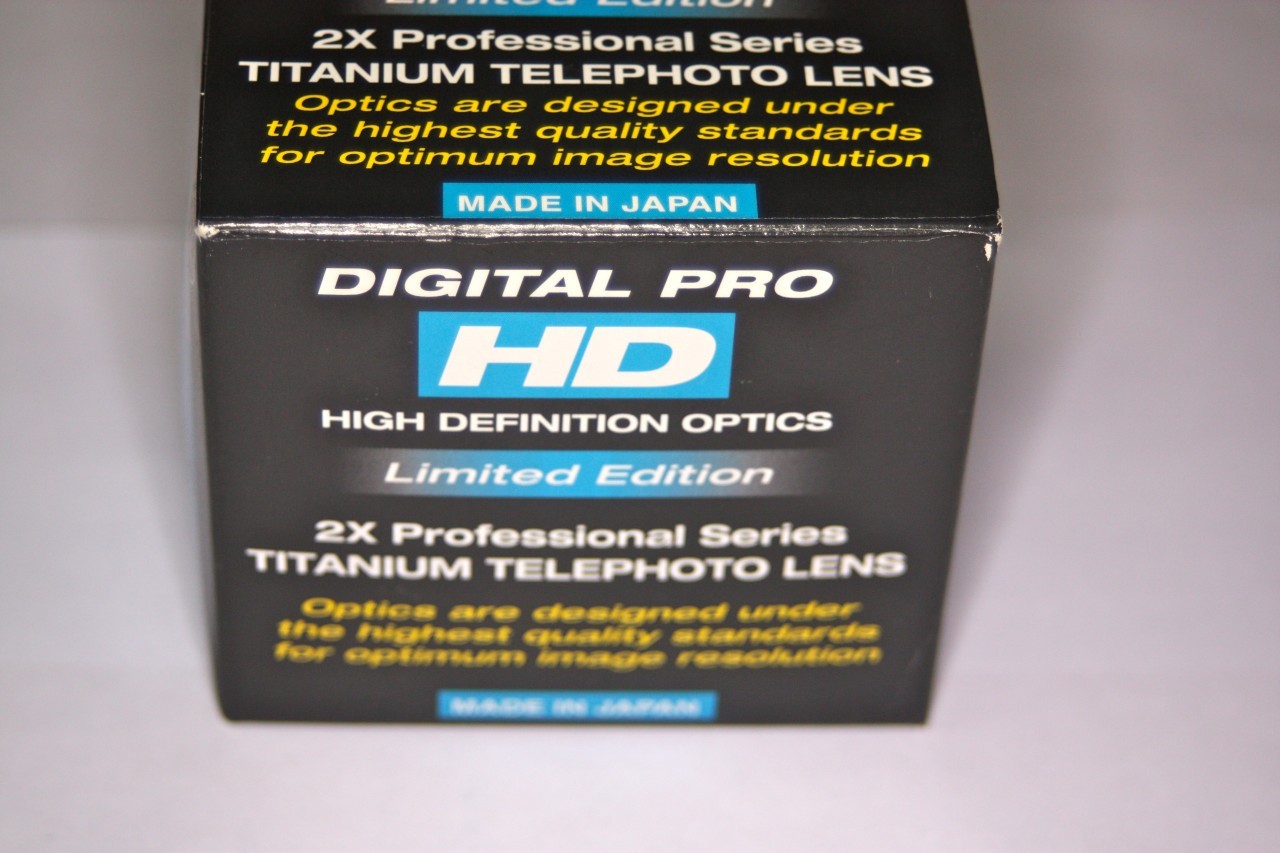 Limited Edition
2X Professional Series
TITANIUM TELEPHOTO LENS
Optics are designed under
the highest quality standards
for optimum image resolution
MADE IN JAPAN
DIGITAL PRO
HD
HIGH DEFINITION OPTICS
Limited Edition
2X Professional Series
TITANIUM TELEPHOTO LENS
Optics are designed under
the highest quality standards
for optimum image resolution
MADE IN JAPAN